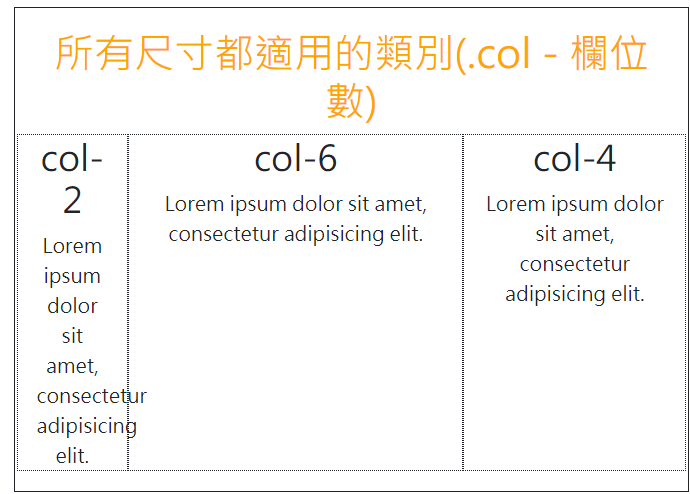 所有尺寸都適用的類別(.col - 欄位
數)
col-
2
Lorem
ipsum
dolor
sit
amet,
consectetur
adipisicing
elit.
col-6
Lorem ipsum dolor sit amet,
consectetur adipisicing elit.
col-4
Lorem ipsum dolor
sit amet,
consectetur
adipisicing elit.